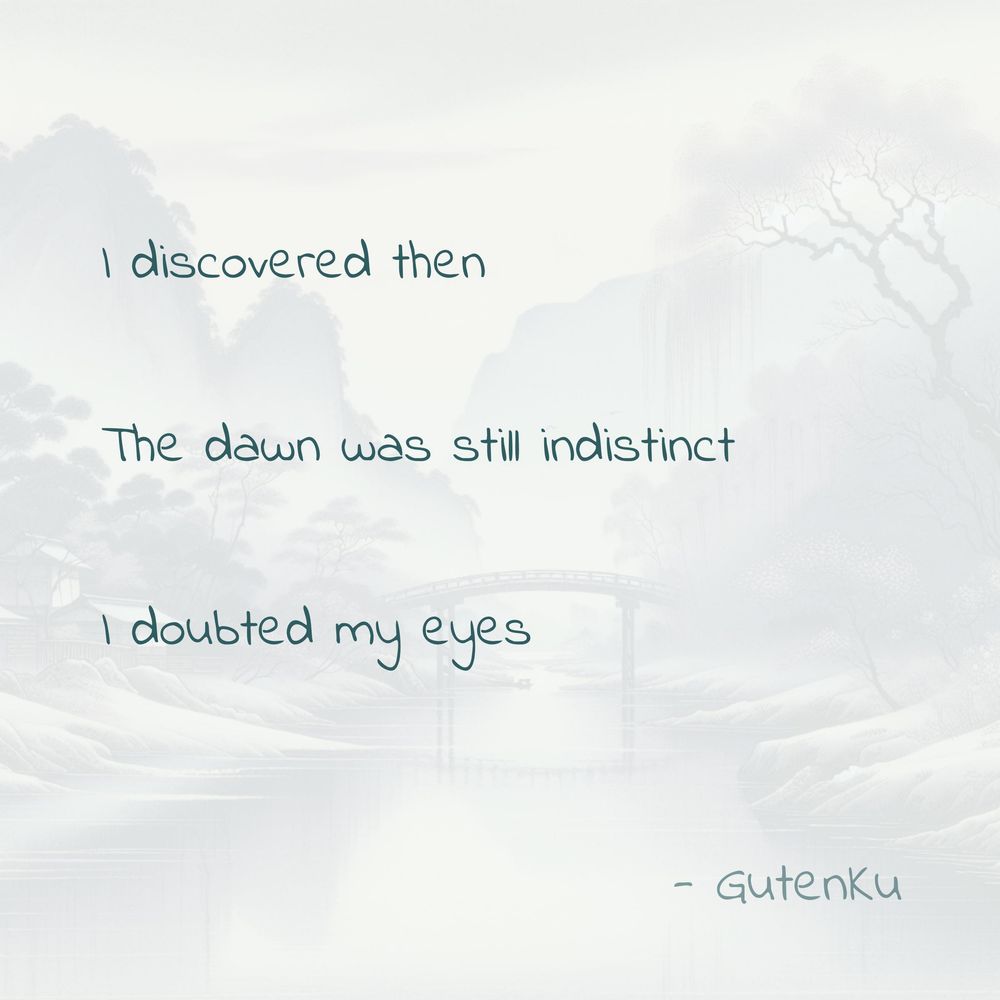 I discovered then
The dawn was still indistinct
I doubted my eyes
- GutenKu